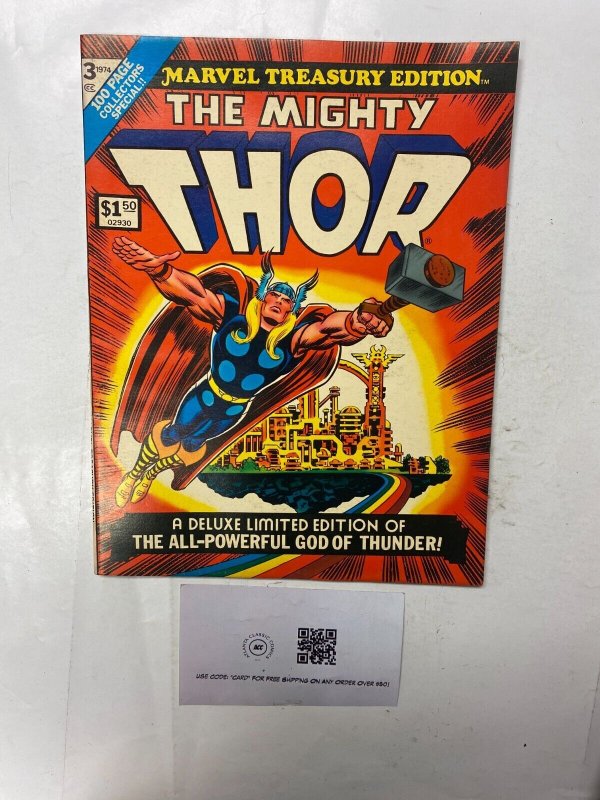 3 1974
CC
100 PAGE
COLLECTORS
SPECIAL!!
MARVEL TREASURY EDITION™
THE MIGHTY
THOR®
$1 50
02930
A DELUXE LIMITED EDITION OF
THE ALL-POWERFUL GOD OF THUNDER!
ATLANTA CLASSIC COMICS
ACC
USE CODE: "CARD" FOR FREE SHIPPING ON ANY ORDER OVER $50!